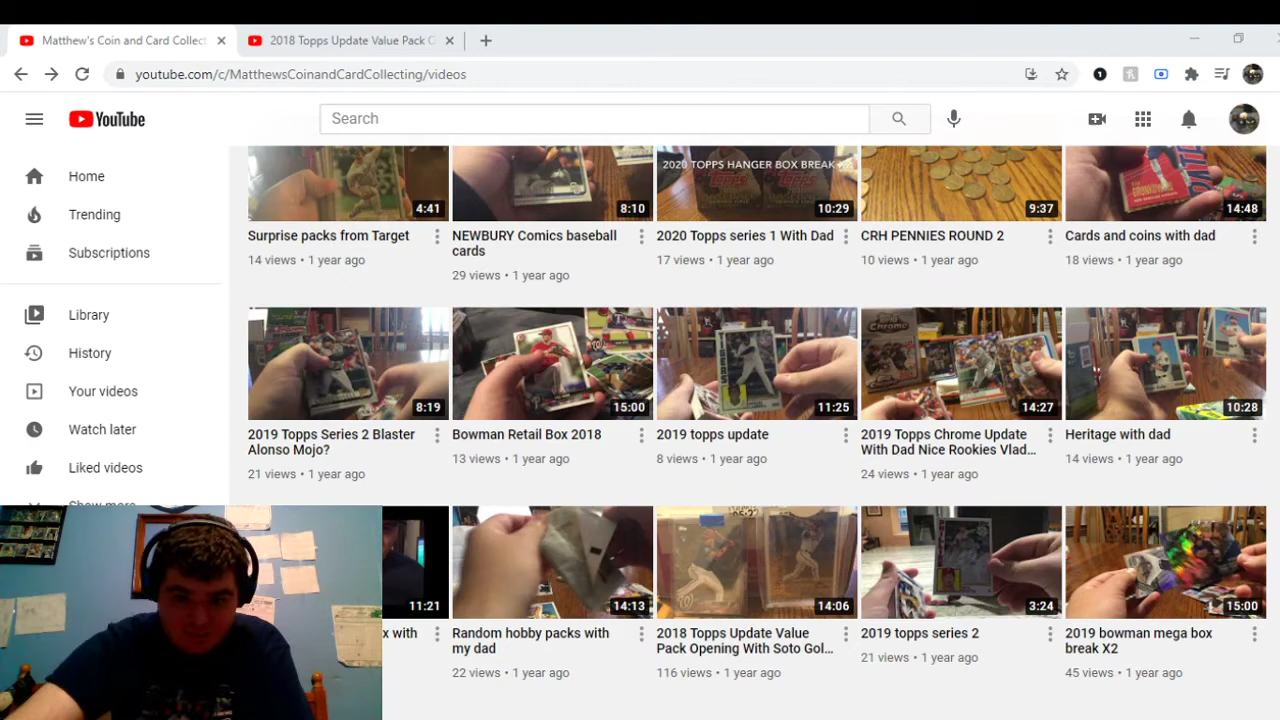 Matthew's Coin and Card Collect
2018 Topps Update Value Pack O
youtube.com/c/MatthewsCoinandCardCollecting/videos
YouTube
Search
Home
Trending
Subscriptions
Library
History
Your videos
Watch later
Liked videos
Show more
2020 TOPPS HANGER BOX BREAK
4:41
8:10
10:29
9:37
14:48
Surprise packs from Target
14 views • 1 year ago
NEWBURY Comics baseball
cards
29 views • 1 year ago
2020 Topps series 1 With Dad
17 views • 1 year ago
CRH PENNIES ROUND 2
10 views • 1 year ago
Cards and coins with dad
18 views • 1 year ago
8:19
15:00
11:25
14:27
10:28
2019 Topps Series 2 Blaster
Alonso Mojo?
21 views • 1 year ago
Bowman Retail Box 2018
13 views • 1 year ago
2019 topps update
8 views • 1 year ago
2019 Topps Chrome Update
With Dad Nice Rookies Vlad...
24 views • 1 year ago
Heritage with dad
14 views • 1 year ago
11:21
14:13
14:06
3:24
15:00
x with
Random hobby packs with
my dad
22 views • 1 year ago
2018 Topps Update Value
Pack Opening With Soto Gol...
116 views • 1 year ago
2019 topps series 2
21 views • 1 year ago
2019 bowman mega box
break X2
45 views • 1 year ago